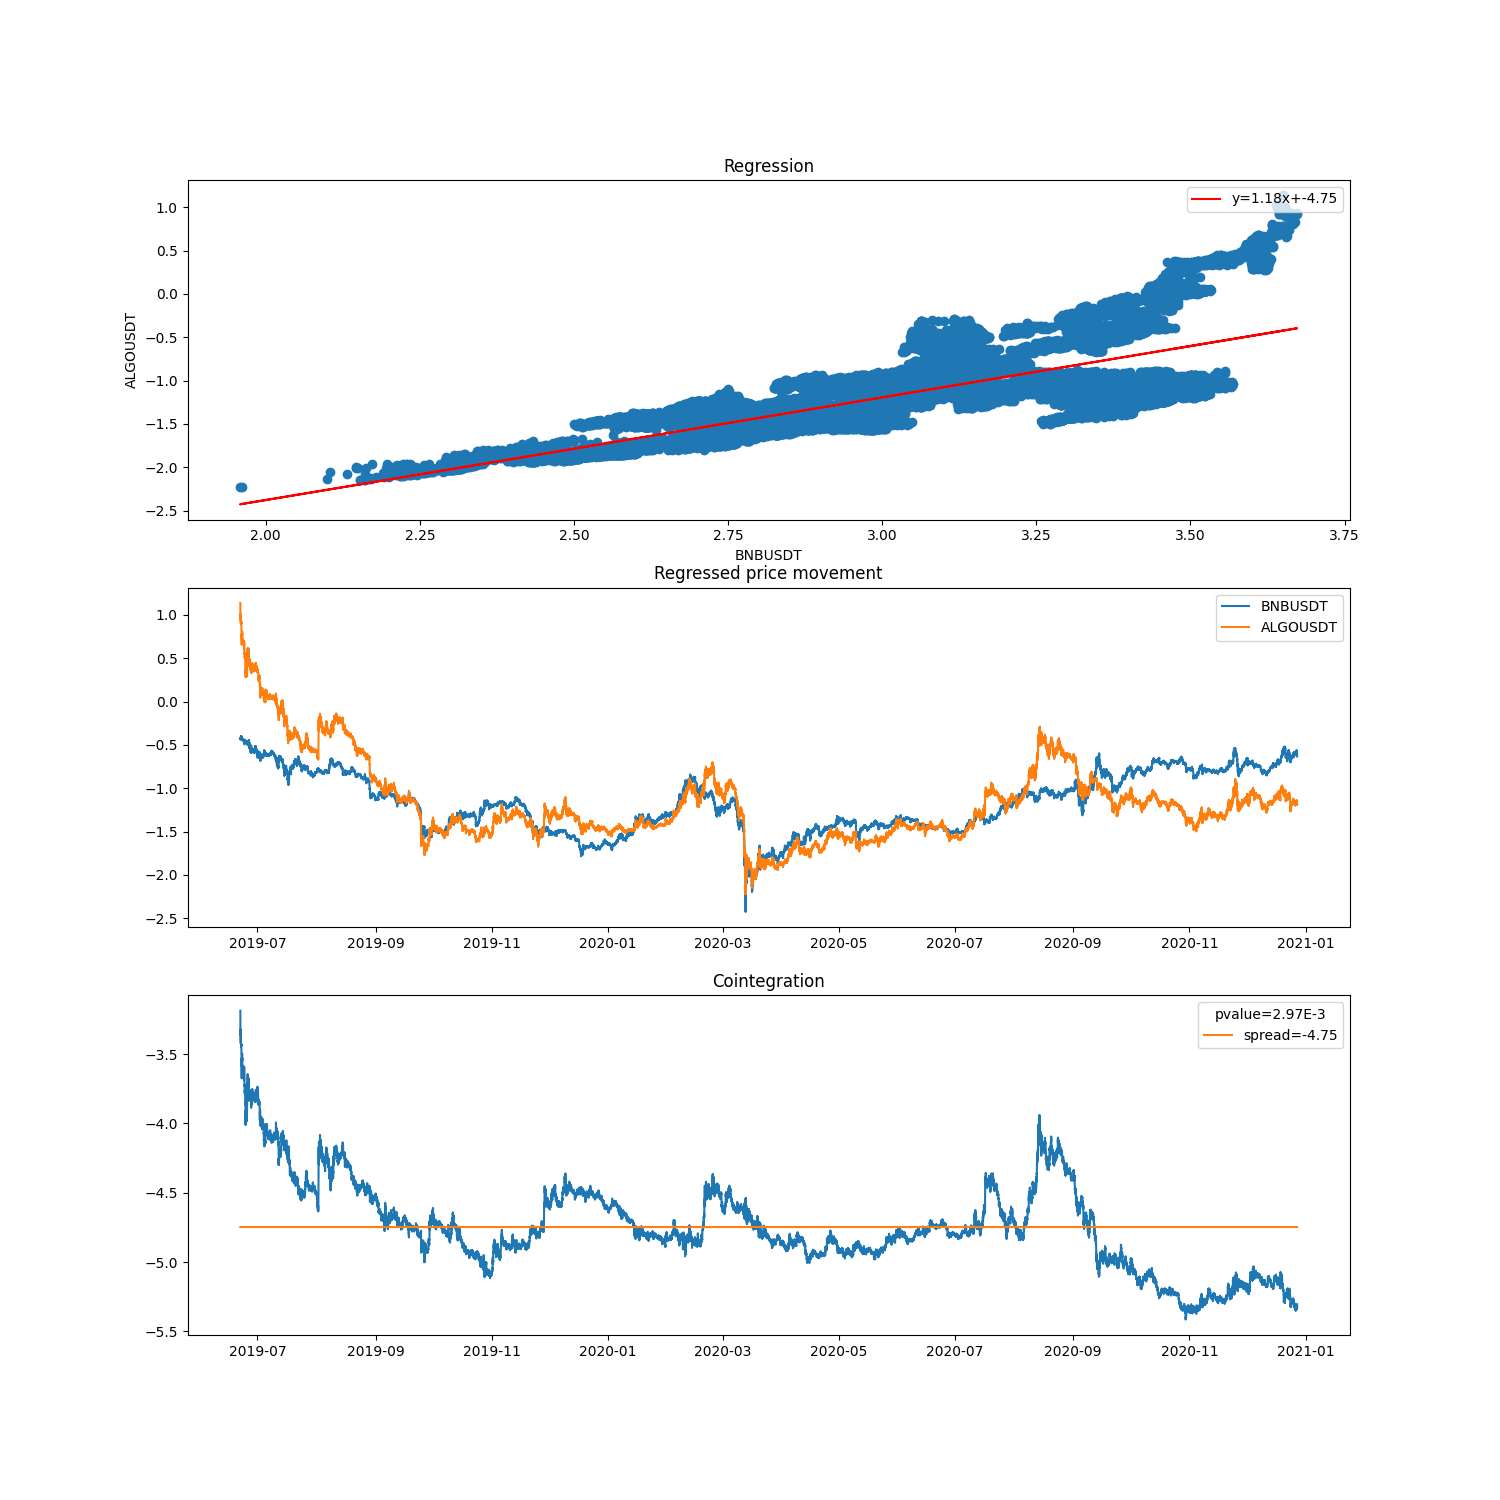 Regression
y=1.18x+-4.75
1.0
0.5
0.0
−0.5
−1.0
−1.5
−2.0
−2.5
ALGOUSDT
2.00 2.25 2.50 2.75 3.00 3.25 3.50 3.75
BNBUSDT
Regressed price movement
BNBUSDT
ALGOUSDT
1.0
0.5
0.0
−0.5
−1.0
−1.5
−2.0
−2.5
2019-07 2019-09 2019-11 2020-01 2020-03 2020-05 2020-07 2020-09 2020-11 2021-01
Cointegration
pvalue=2.97E-3
spread=-4.75
−3.5
−4.0
−4.5
−5.0
−5.5
2019-07 2019-09 2019-11 2020-01 2020-03 2020-05 2020-07 2020-09 2020-11 2021-01